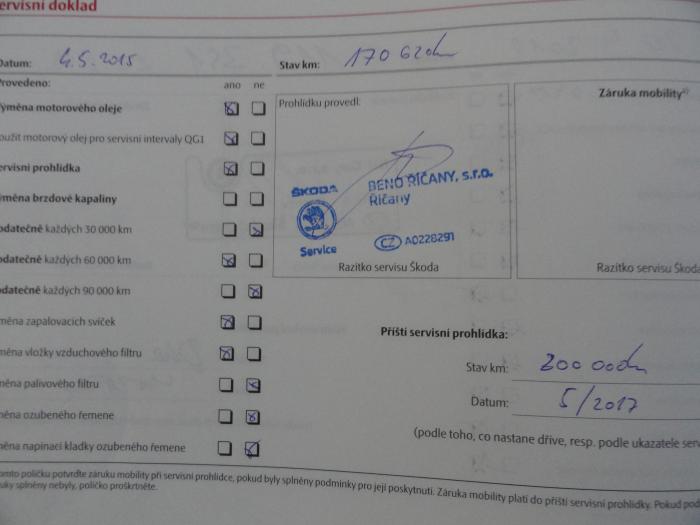 ervisní doklad
Datum: 4.5.2015
Stav km: 170 620
Provedeno: ano ne
ýměna motorového oleje
oužit motorový olej pro servisní intervaly QG1
ervisní prohlídka
ýměna brzdové kapaliny
odatečně každých 30 000 km
odatečně každých 60 000 km
odatečně každých 90 000 km
měna zapalovacích svíček
měna vložky vzduchového filtru
měna palivového filtru
měna ozubeného řemene
měna napínací kladky ozubeného řemene
Prohlídku provedl:
ŠKODA
Service
BENO ŘÍČANY, s.r.o.
Říčany
CZ A0228291
Razítko servisu Škoda
Záruka mobility
Razítko servisu Škoda
Příští servisní prohlídka:
Stav km: 200 000
Datum: 5/2017
(podle toho, co nastane dříve, resp. podle ukazatele serv
omto políčku potvrďte záruku mobility při servisní prohlídce, pokud byly splněny podmínky pro její poskytnutí. Záruka mobility platí do příští servisní prohlídky. Pokud pod
uky splněny nebyly, políčko proškrtněte.